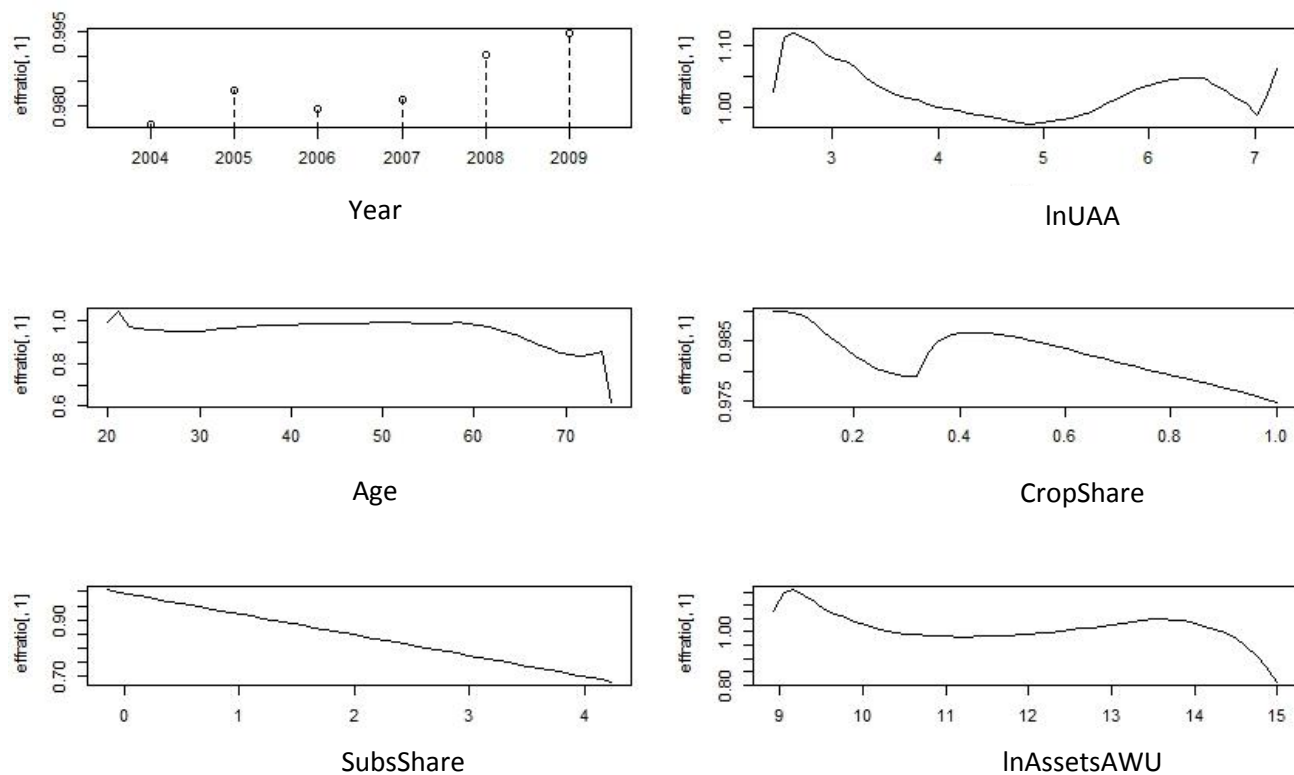 effratio[, 1]
0.995
0.980
2004 2005 2006 2007 2008 2009
Year
effratio[, 1]
1.10
1.00
3 4 5 6 7
lnUAA
effratio[, 1]
1.0
0.8
0.6
20 30 40 50 60 70
Age
effratio[, 1]
0.985
0.975
0.2 0.4 0.6 0.8 1.0
CropShare
effratio[, 1]
0.90
0.70
0 1 2 3 4
SubsShare
effratio[, 1]
1.00
0.80
9 10 11 12 13 14 15
lnAssetsAWU